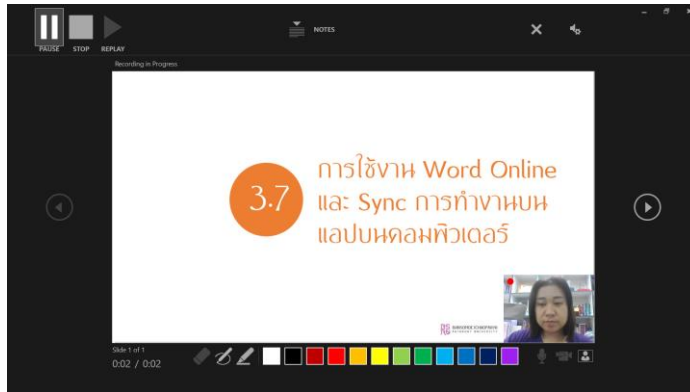 PAUSE
STOP
REPLAY
NOTES
Recording in Progress
3.7
การใช้งาน Word Online
และ Sync การทำงานบน
แอปบนคอมพิวเตอร์
Slide 1 of 1
0:02 / 0:02